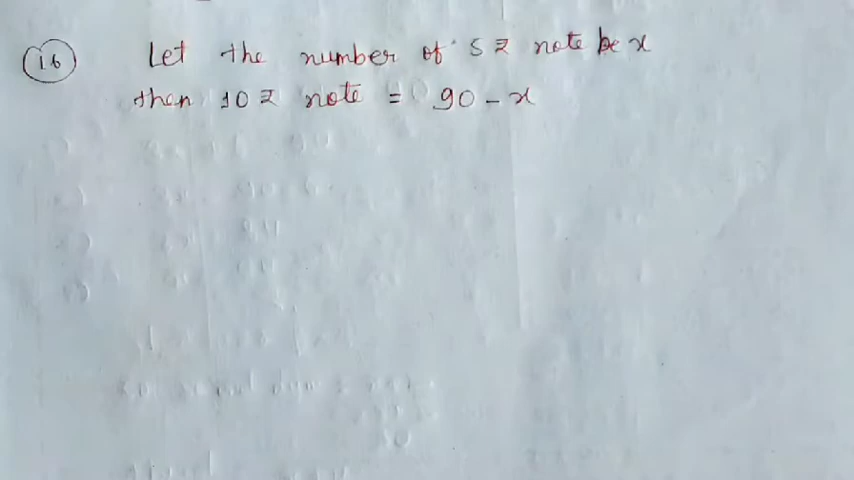 16 Let the number of 5 ₹ note be x
then 10 ₹ note = 90 - x